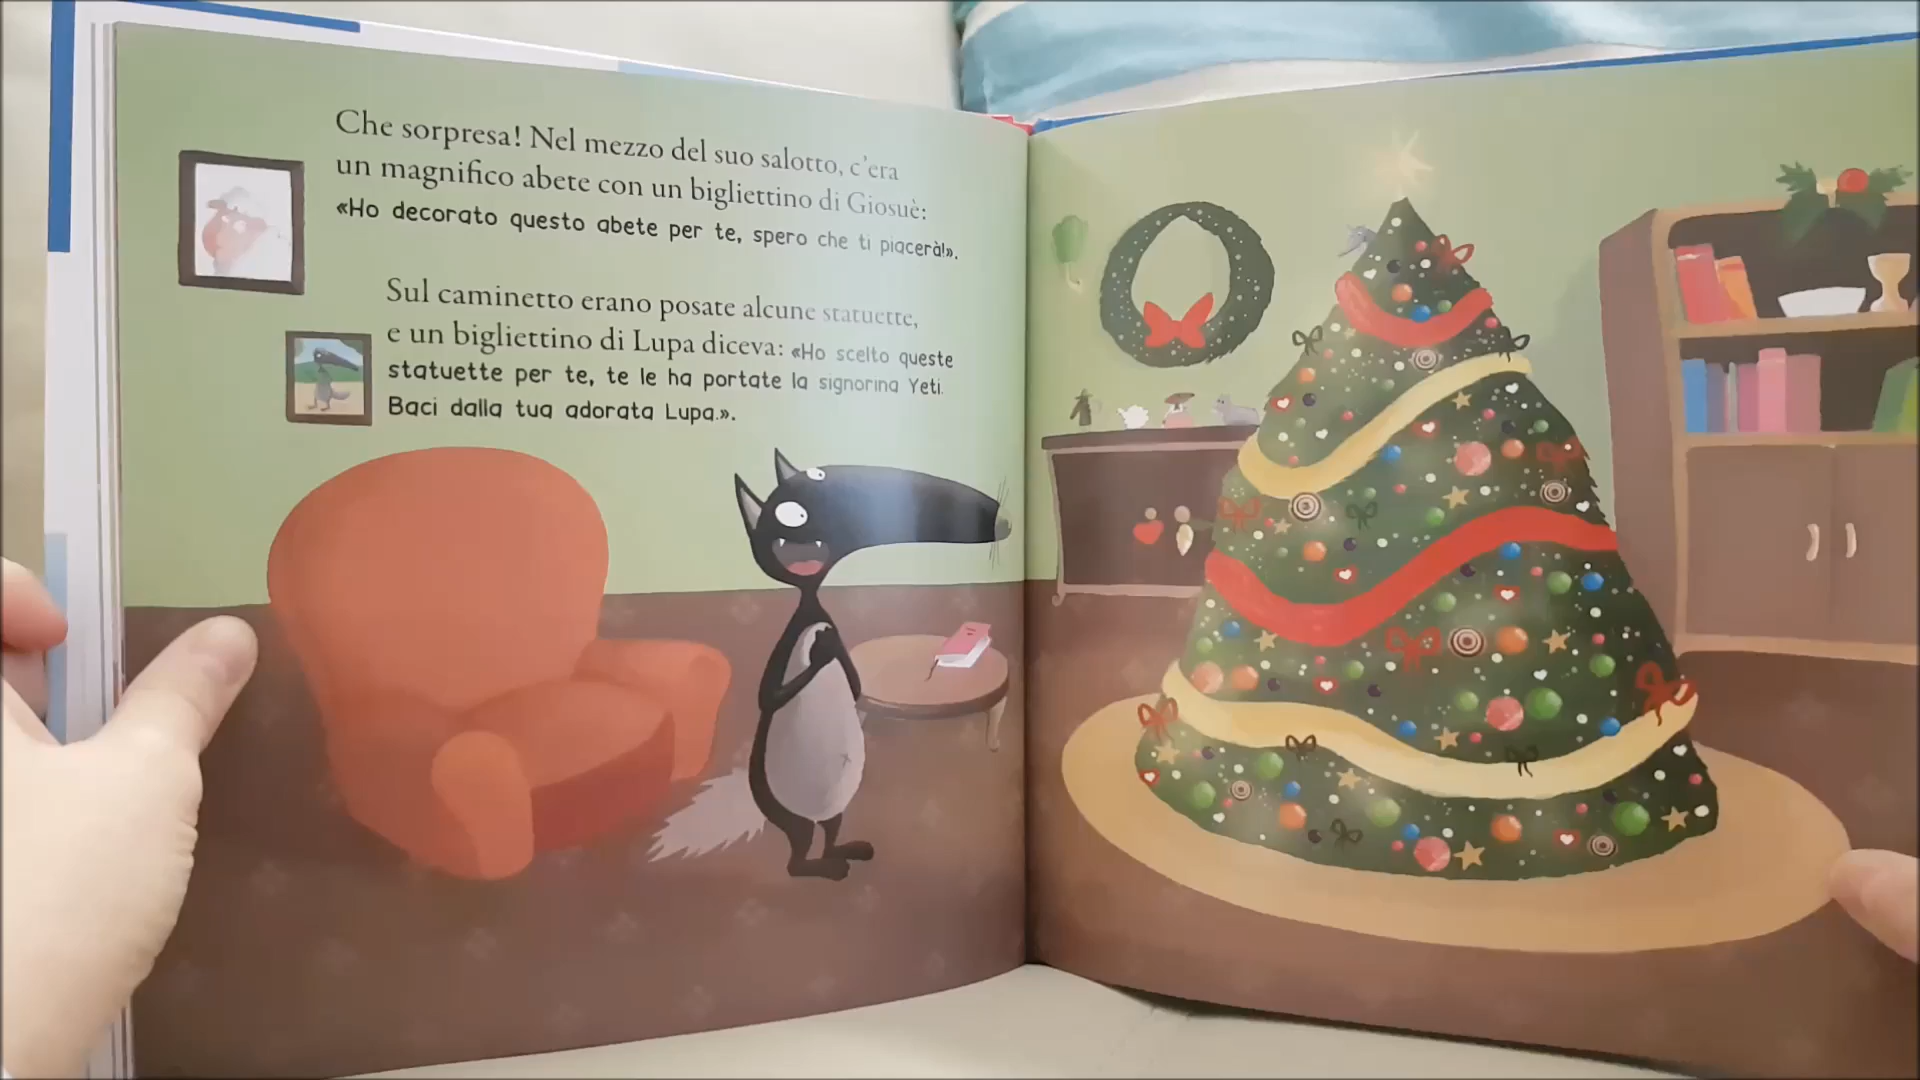 Che sorpresa! Nel mezzo del suo salotto, c'era
un magnifico abete con un bigliettino di Giosuè:
«Ho decorato questo abete per te, spero che ti piacerà!».
Sul caminetto erano posate alcune statuette,
e un bigliettino di Lupa diceva: «Ho scelto queste
statuette per te, te le ha portate la signorina Yeti.
Baci dalla tua adorata Lupa.».